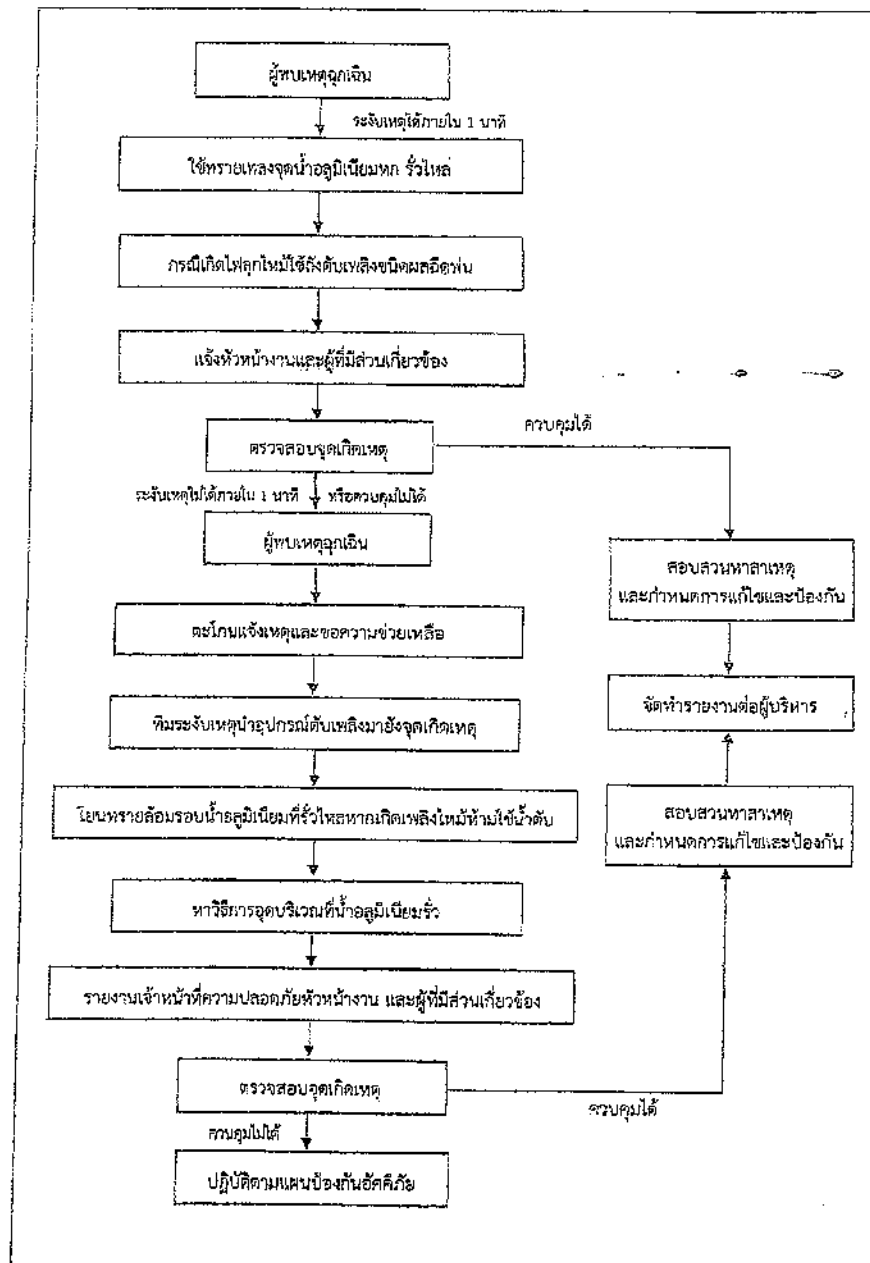 ผู้พบเหตุฉุกเฉิน
ระงับเหตุได้ภายใน 1 นาที
ใช้ทรายเทลงจุดน้ำอลูมิเนียมหก รั่วไหล่
กรณีเกิดไฟลุกไหม้ใช้ถังดับเพลิงชนิดผลอัดพ่น
แจ้งหัวหน้างานและผู้ที่มีส่วนเกี่ยวข้อง
ควบคุมได้
ตรวจสอบจุดเกิดเหตุ
ระงับเหตุไม่ได้ภายใน 1 นาที หรือควบคุมไม่ได้
ผู้พบเหตุฉุกเฉิน
สอบสวนหาสาเหตุ
และกำหนดการแก้ไขและป้องกัน
ตะโกนแจ้งเหตุและขอความช่วยเหลือ
จัดทำรายงานต่อผู้บริหาร
ทีมระงับเหตุนำอุปกรณ์ดับเพลิงมายังจุดเกิดเหตุ
โยนทรายล้อมรอบน้ำอลูมิเนียมที่รั่วไหลหากเกิดเพลิงไหม้ห้ามใช้น้ำดับ
สอบสวนหาสาเหตุ
และกำหนดการแก้ไขและป้องกัน
หาวิธีการอุดบริเวณที่น้ำอลูมิเนียมรั่ว
รายงานเจ้าหน้าที่ความปลอดภัยหัวหน้างาน และผู้ที่มีส่วนเกี่ยวข้อง
ตรวจสอบจุดเกิดเหตุ
ควบคุมได้
ควบคุมไม่ได้
ปฏิบัติตามแผนป้องกันอัคคีภัย